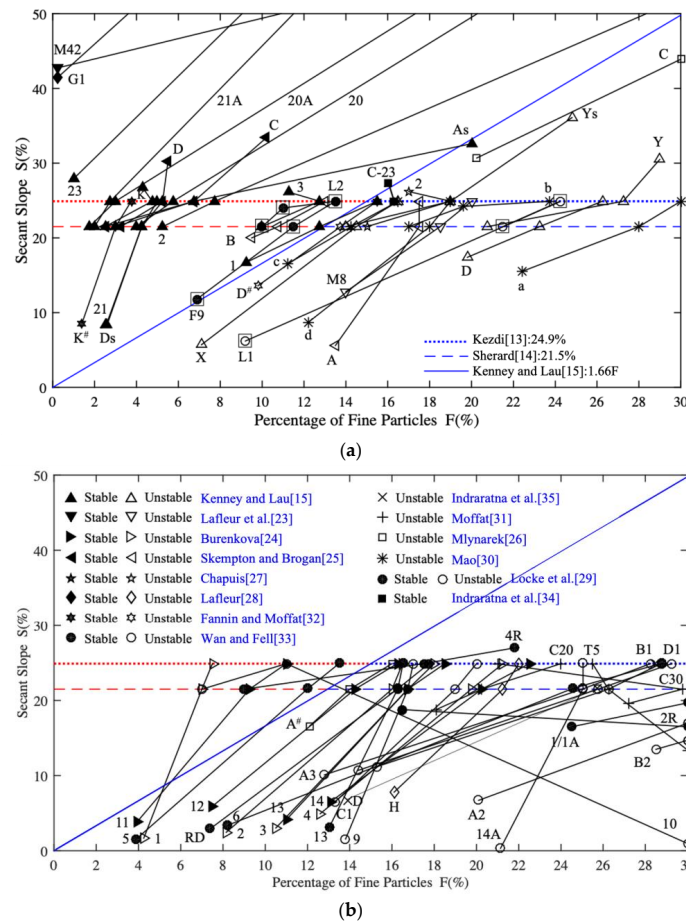 50
40
30
20
10
0
Secant Slope S(%)
M42
G1
23
21A
20A
20
C
D
K
3
L2
As
C-23
2
Ys
C
Y
b
2
1
B
c
D#
M8
F9
X
L1
d
A
D
a
21
K#
Ds
Kezdi[13]:24.9%
Sherard[14]:21.5%
Kenney and Lau[15]:1.66F
0 2 4 6 8 10 12 14 16 18 20 22 24 26 28 30
Percentage of Fine Particles F(%)
(a)
50
40
30
20
10
0
Secant Slope S(%)
Stable Unstable Kenney and Lau[15]
Stable Unstable Lafleur et al.[23]
Stable Unstable Burenkova[24]
Stable Unstable Skempton and Brogan[25]
Stable Unstable Chapuis[27]
Stable Unstable Lafleur[28]
Stable Unstable Fannin and Moffat[32]
Stable Unstable Wan and Fell[33]
Unstable Indraratna et al.[35]
Unstable Moffat[31]
Unstable Mlynarek[26]
Unstable Mao[30]
Stable Unstable Locke et al.[29]
Stable Indraratna et al.[34]
4R
C20
T5
B1
D1
C30
A#
2R
1/1A
B2
A3
14
D
C1
H
A2
14A
10
11
12
5
1
RD
6
2
13
3
4
13
9
0 2 4 6 8 10 12 14 16 18 20 22 24 26 28 30
Percentage of Fine Particles F(%)
(b)